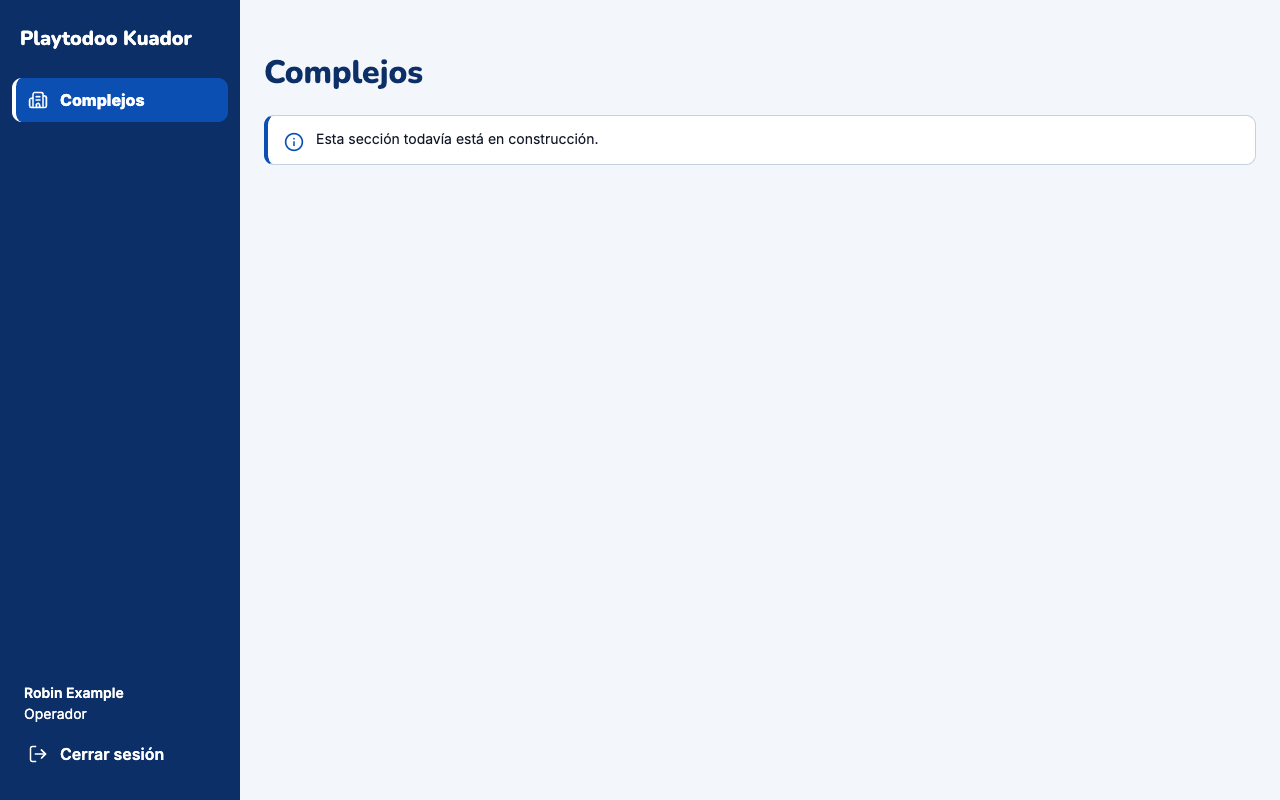 Playtodoo Kuador
Complejos
Complejos
Esta sección todavía está en construcción.
Robin Example
Operador
Cerrar sesión